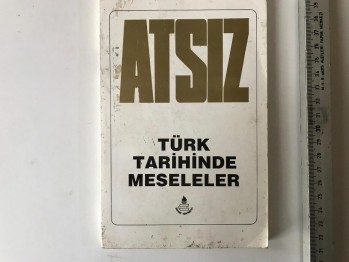 ATSIZ
TÜRK
TARİHİNDE
MESELELER